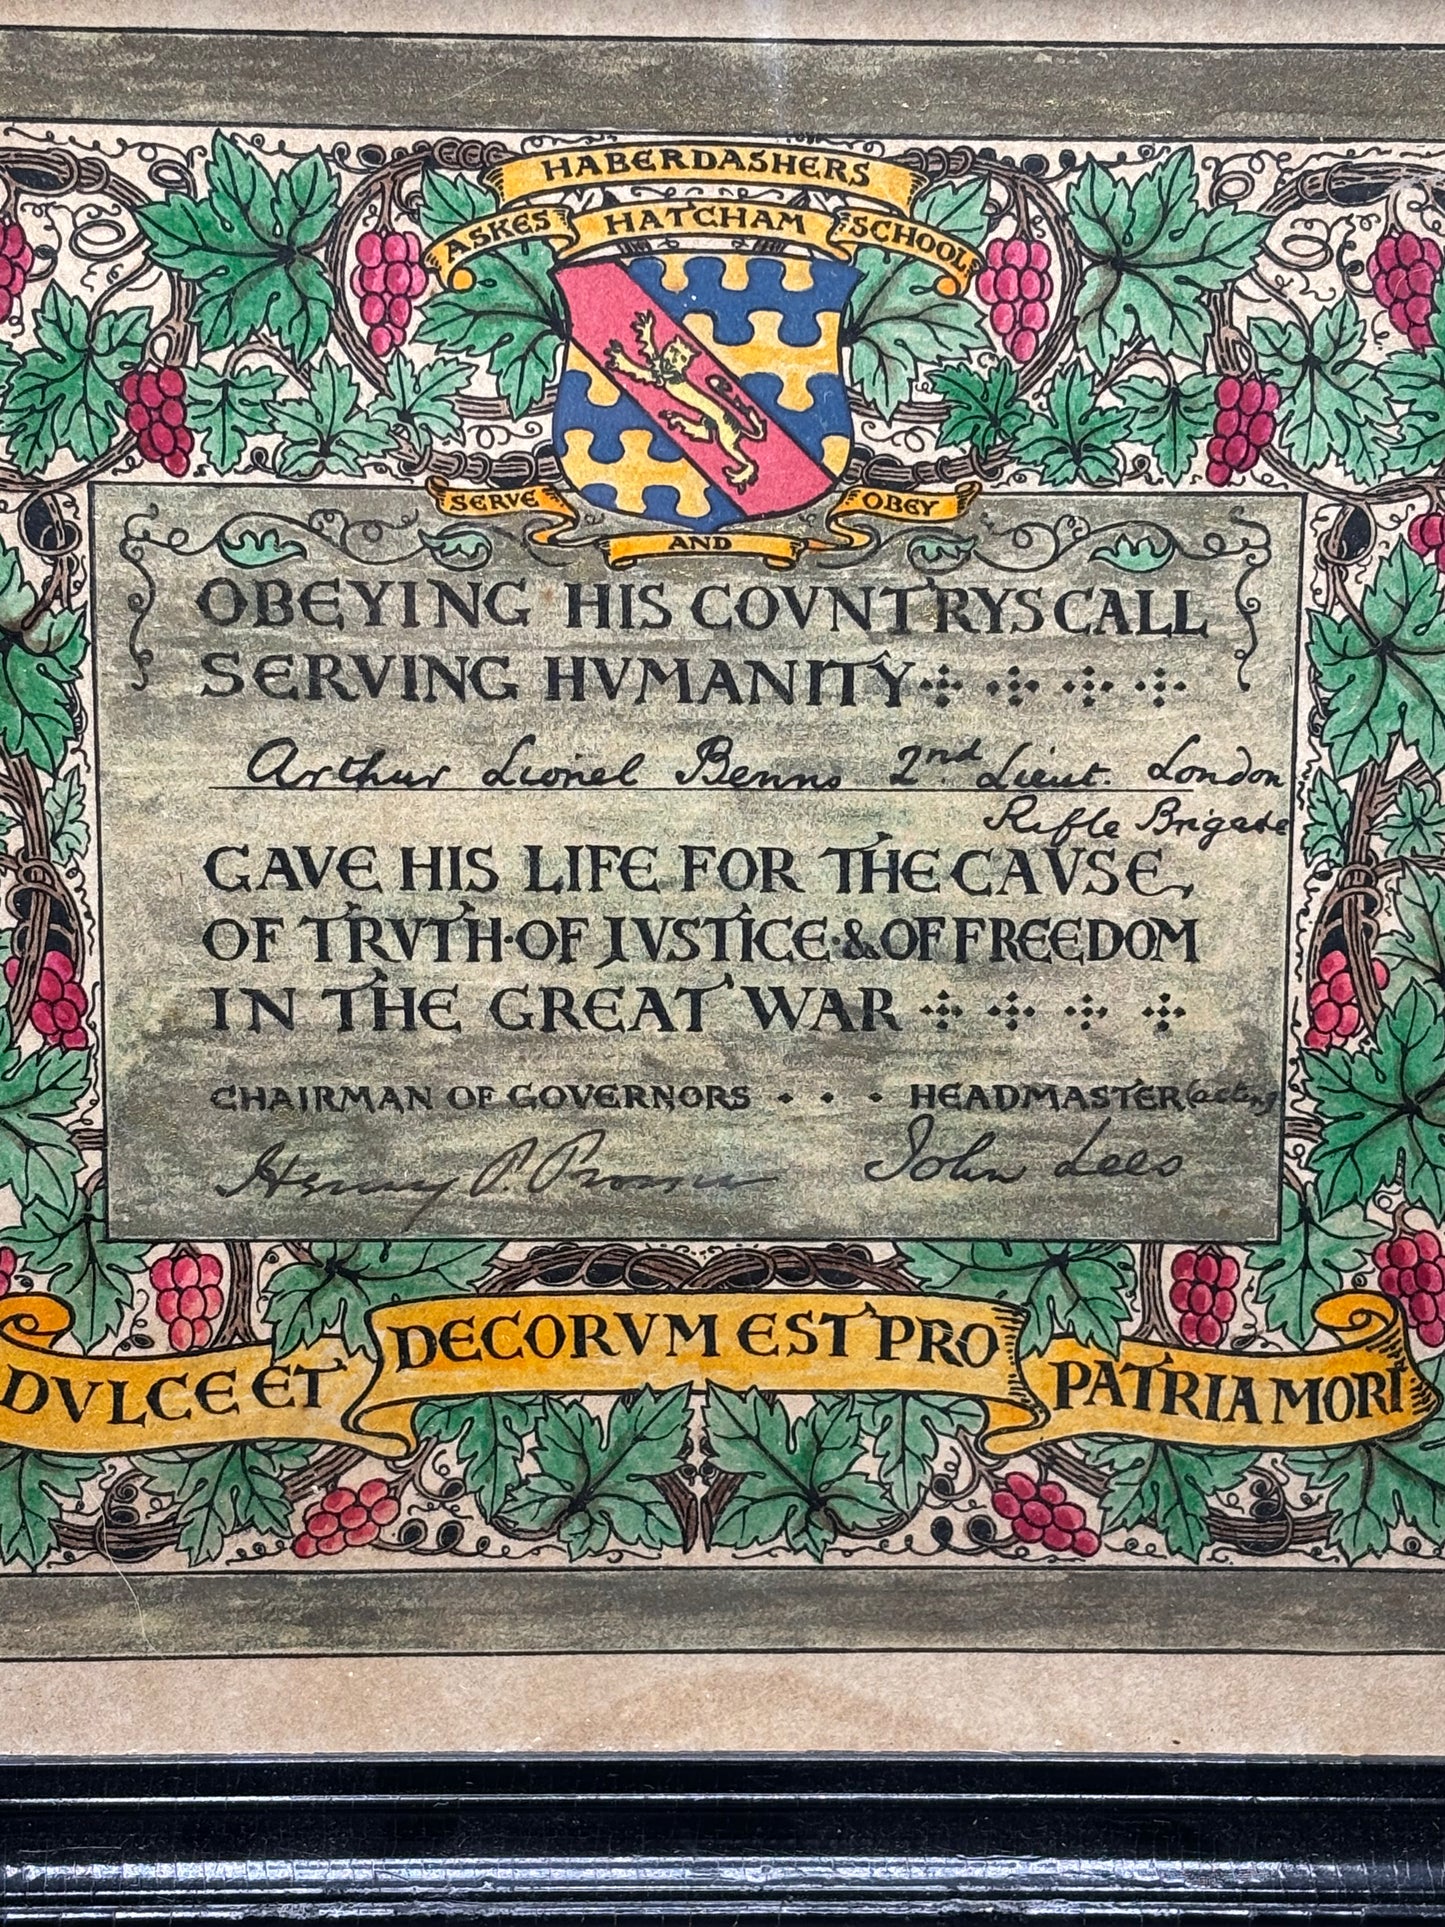 HABERDASHERS
ASKES HATCHAM SCHOOL
SERVE AND OBEY
OBEYING HIS COVNTRYS CALL
SERVING HVMANITY
Arthur Lionel Benns 2nd Lieut. London
Rifle Brigade
GAVE HIS LIFE FOR THE CAVSE,
OF TRVTH·OF IVSTICE·&·OF FREEDOM
IN THE GREAT WAR
CHAIRMAN OF GOVERNORS · · · HEADMASTER (acting)
Henry P. John Lees
DVLCE ET DECORVM EST PRO PATRIA MORI